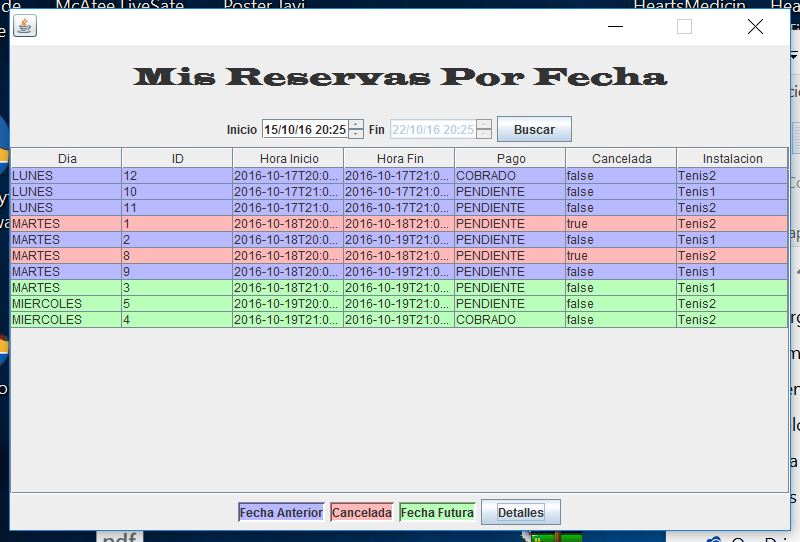 McAfee LiveSafe Poster Javi HeartsMedicin
Mis Reservas Por Fecha
Inicio 15/10/16 20:25 Fin 22/10/16 20:25 Buscar
Dia ID Hora Inicio Hora Fin Pago Cancelada Instalacion
LUNES 12 2016-10-17T20:0... 2016-10-17T21:0... COBRADO false Tenis2
LUNES 10 2016-10-17T20:0... 2016-10-17T21:0... PENDIENTE false Tenis1
LUNES 11 2016-10-17T20:0... 2016-10-17T21:0... PENDIENTE false Tenis2
MARTES 1 2016-10-18T20:0... 2016-10-18T21:0... PENDIENTE true Tenis2
MARTES 2 2016-10-18T20:0... 2016-10-19T21:0... PENDIENTE false Tenis1
MARTES 8 2016-10-18T20:0... 2016-10-18T21:0... PENDIENTE true Tenis2
MARTES 9 2016-10-18T20:0... 2016-10-19T21:0... PENDIENTE false Tenis1
MARTES 3 2016-10-18T21:0... 2016-10-19T21:0... PENDIENTE false Tenis1
MIERCOLES 5 2016-10-19T20:0... 2016-10-19T21:0... PENDIENTE false Tenis2
MIERCOLES 4 2016-10-19T21:0... 2016-10-19T21:0... COBRADO false Tenis2
Fecha Anterior Cancelada Fecha Futura Detalles